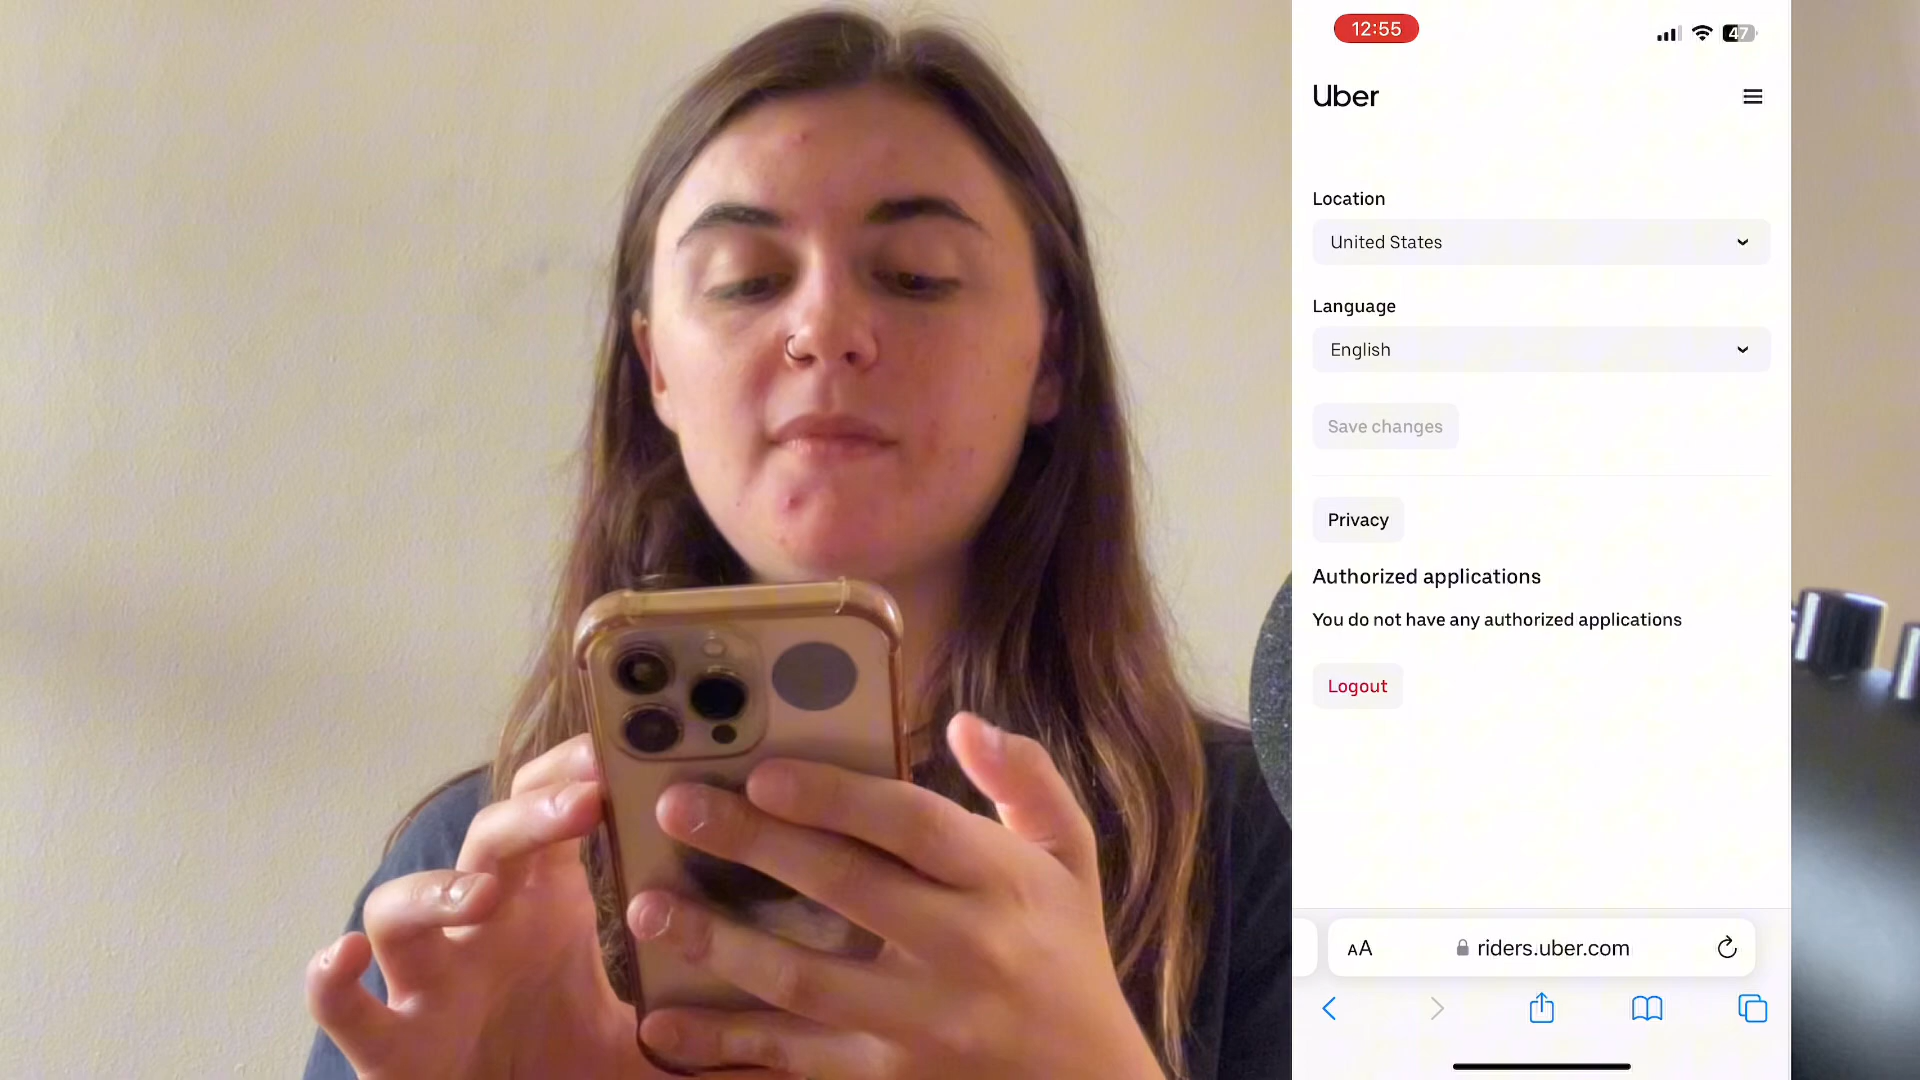 12:55
47
Uber
Location
United States
Language
English
Save changes
Privacy
Authorized applications
You do not have any authorized applications
Logout
AA
riders.uber.com